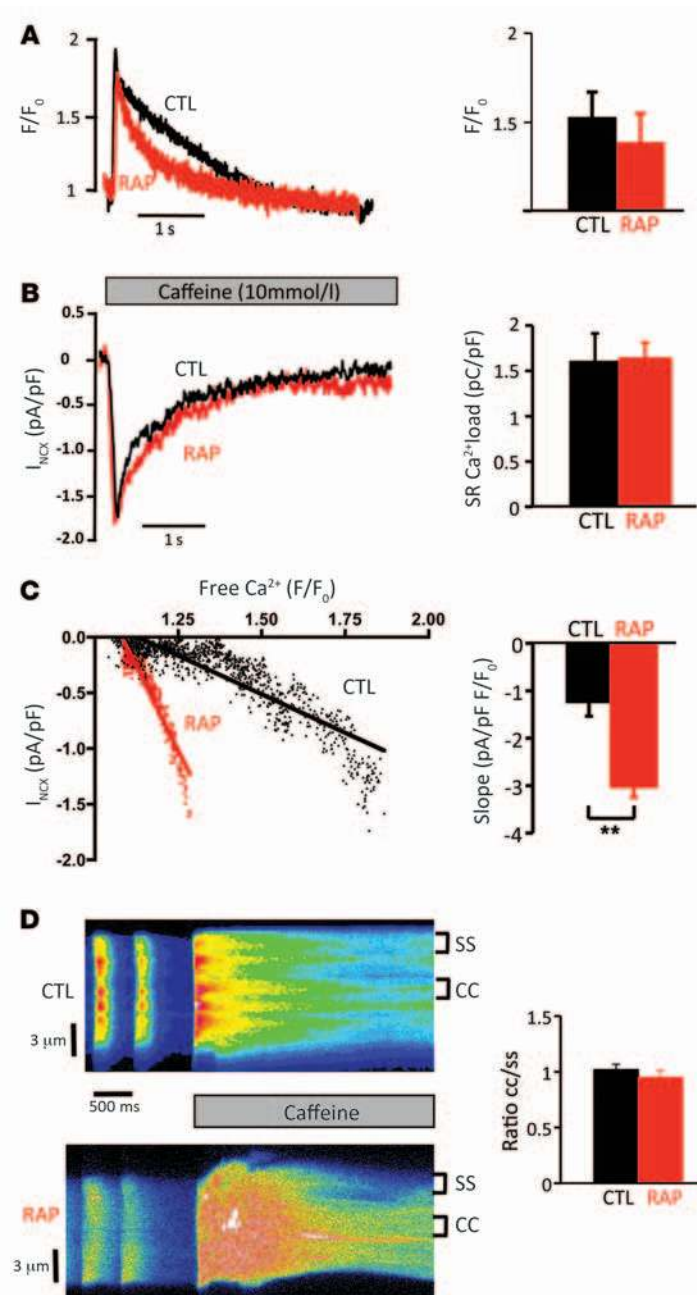 A
2
1.5
1
F/F₀
CTL
RAP
1 s
F/F₀
2
1.5
CTL RAP
B
Caffeine (10mmol/l)
0.5
0
-0.5
-1.0
-1.5
-2.0
I_NCX (pA/pF)
CTL
RAP
1 s
SR Ca²⁺load (pC/pF)
2
1.5
1
0.5
0
CTL RAP
C
Free Ca²⁺ (F/F₀)
1.25 1.50 1.75 2.00
0.0
-0.5
-1.0
-1.5
-2.0
I_NCX (pA/pF)
CTL
RAP
CTL RAP
0
-1
-2
-3
-4
Slope (pA/pF F/F₀)
**
D
CTL
3 µm
SS
CC
500 ms
Caffeine
RAP
3 µm
SS
CC
Ratio cc/ss
1.5
1
0.5
0
CTL RAP